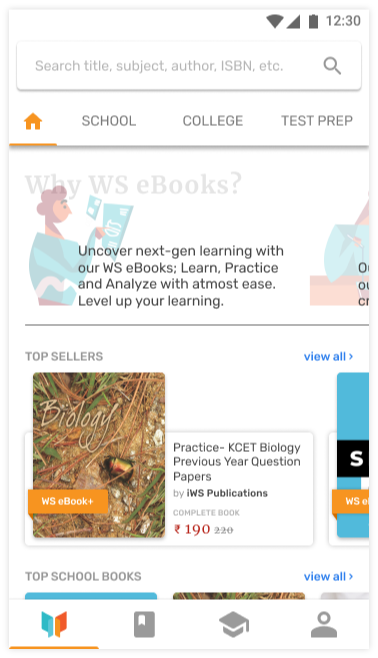 12:30
Search title, subject, author, ISBN, etc.
SCHOOL COLLEGE TEST PREP
Why WS eBooks?
Uncover next-gen learning with
our WS eBooks; Learn, Practice
and Analyze with atmost ease.
Level up your learning.
TOP SELLERS view all ›
Biology
WS eBook+
Practice- KCET Biology
Previous Year Question
Papers
by iWS Publications
COMPLETE BOOK
₹ 190 220
S
WS e
TOP SCHOOL BOOKS view all ›